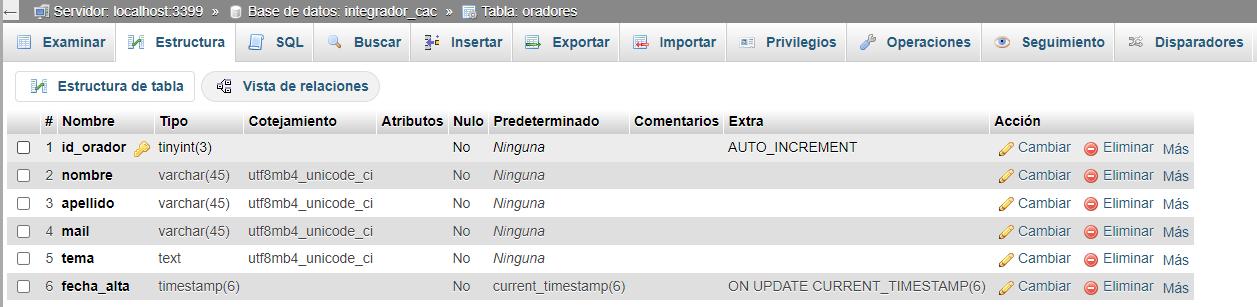 ← Servidor: localhost:3399 » Base de datos: integrador_cac » Tabla: oradores
Examinar Estructura SQL Buscar Insertar Exportar Importar Privilegios Operaciones Seguimiento Disparadores
Estructura de tabla Vista de relaciones
# Nombre Tipo Cotejamiento Atributos Nulo Predeterminado Comentarios Extra Acción
1 id_orador tinyint(3) No Ninguna AUTO_INCREMENT Cambiar Eliminar Más
2 nombre varchar(45) utf8mb4_unicode_ci No Ninguna Cambiar Eliminar Más
3 apellido varchar(45) utf8mb4_unicode_ci No Ninguna Cambiar Eliminar Más
4 mail varchar(45) utf8mb4_unicode_ci No Ninguna Cambiar Eliminar Más
5 tema text utf8mb4_unicode_ci No Ninguna Cambiar Eliminar Más
6 fecha_alta timestamp(6) No current_timestamp(6) ON UPDATE CURRENT_TIMESTAMP(6) Cambiar Eliminar Más